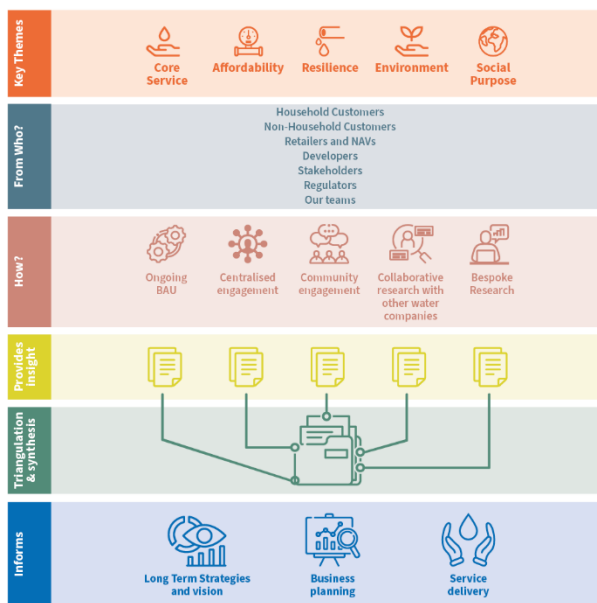 Key Themes
Core
Service
Affordability
Resilience
Environment
Social
Purpose
From Who?
Household Customers
Non-Household Customers
Retailers and NAVs
Developers
Stakeholders
Regulators
Our teams
How?
Ongoing
BAU
Centralised
engagement
Community
engagement
Collaborative
research with
other water
companies
Bespoke
Research
Provides
insight
Triangulation
& synthesis
Informs
Long Term Strategies
and vision
Business
planning
Service
delivery